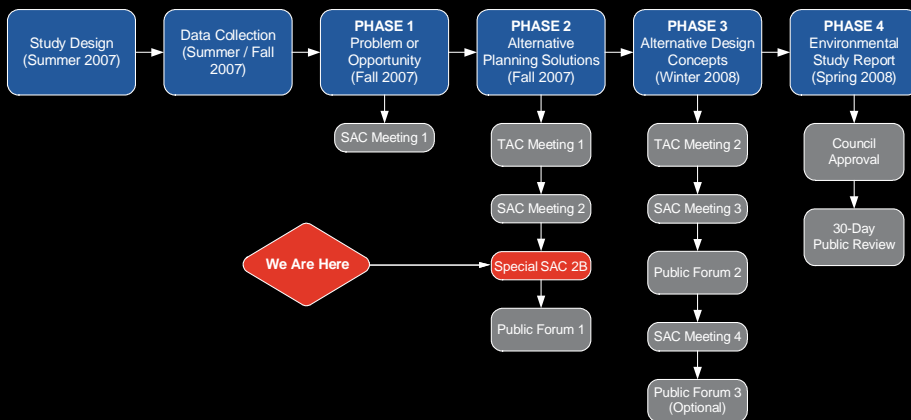 Study Design
(Summer 2007)
Data Collection
(Summer / Fall
2007)
PHASE 1
Problem or
Opportunity
(Fall 2007)
PHASE 2
Alternative
Planning Solutions
(Fall 2007)
PHASE 3
Alternative Design
Concepts
(Winter 2008)
PHASE 4
Environmental
Study Report
(Spring 2008)
SAC Meeting 1
TAC Meeting 1
TAC Meeting 2
Council
Approval
SAC Meeting 2
SAC Meeting 3
30-Day
Public Review
We Are Here
Special SAC 2B
Public Forum 2
Public Forum 1
SAC Meeting 4
Public Forum 3
(Optional)